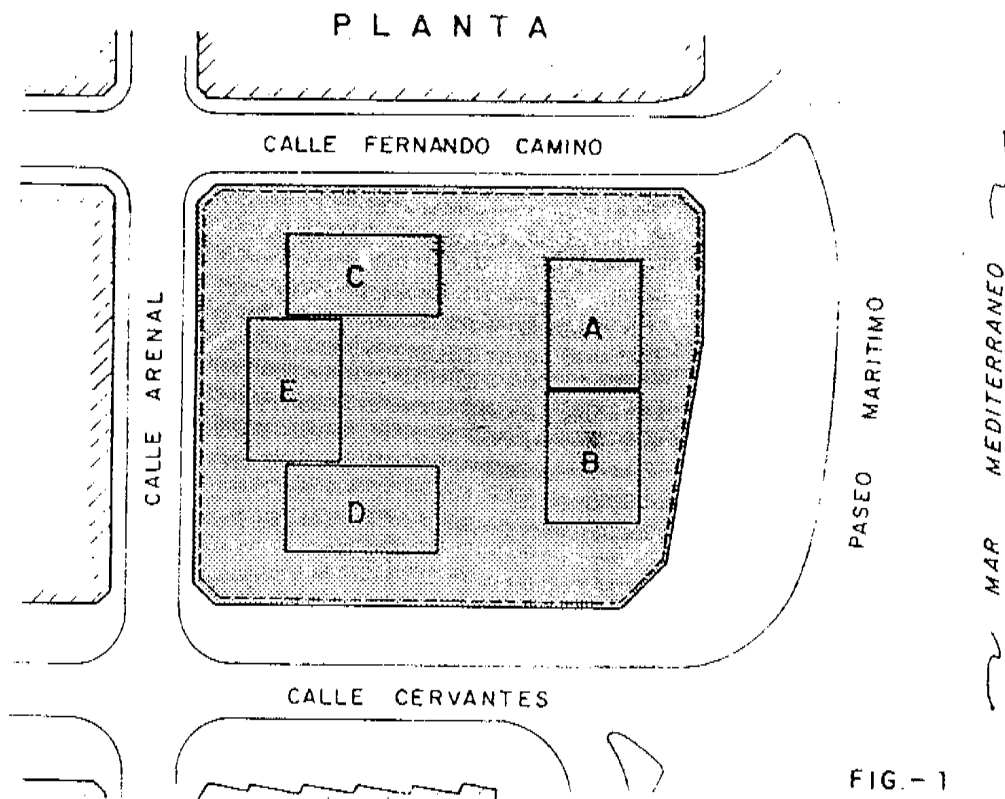 PLANTA
CALLE FERNANDO CAMINO
C
A
CALLE ARENAL
E
B
D
PASEO MARITIMO
MAR MEDITERRANEO
CALLE CERVANTES
FIG.-1